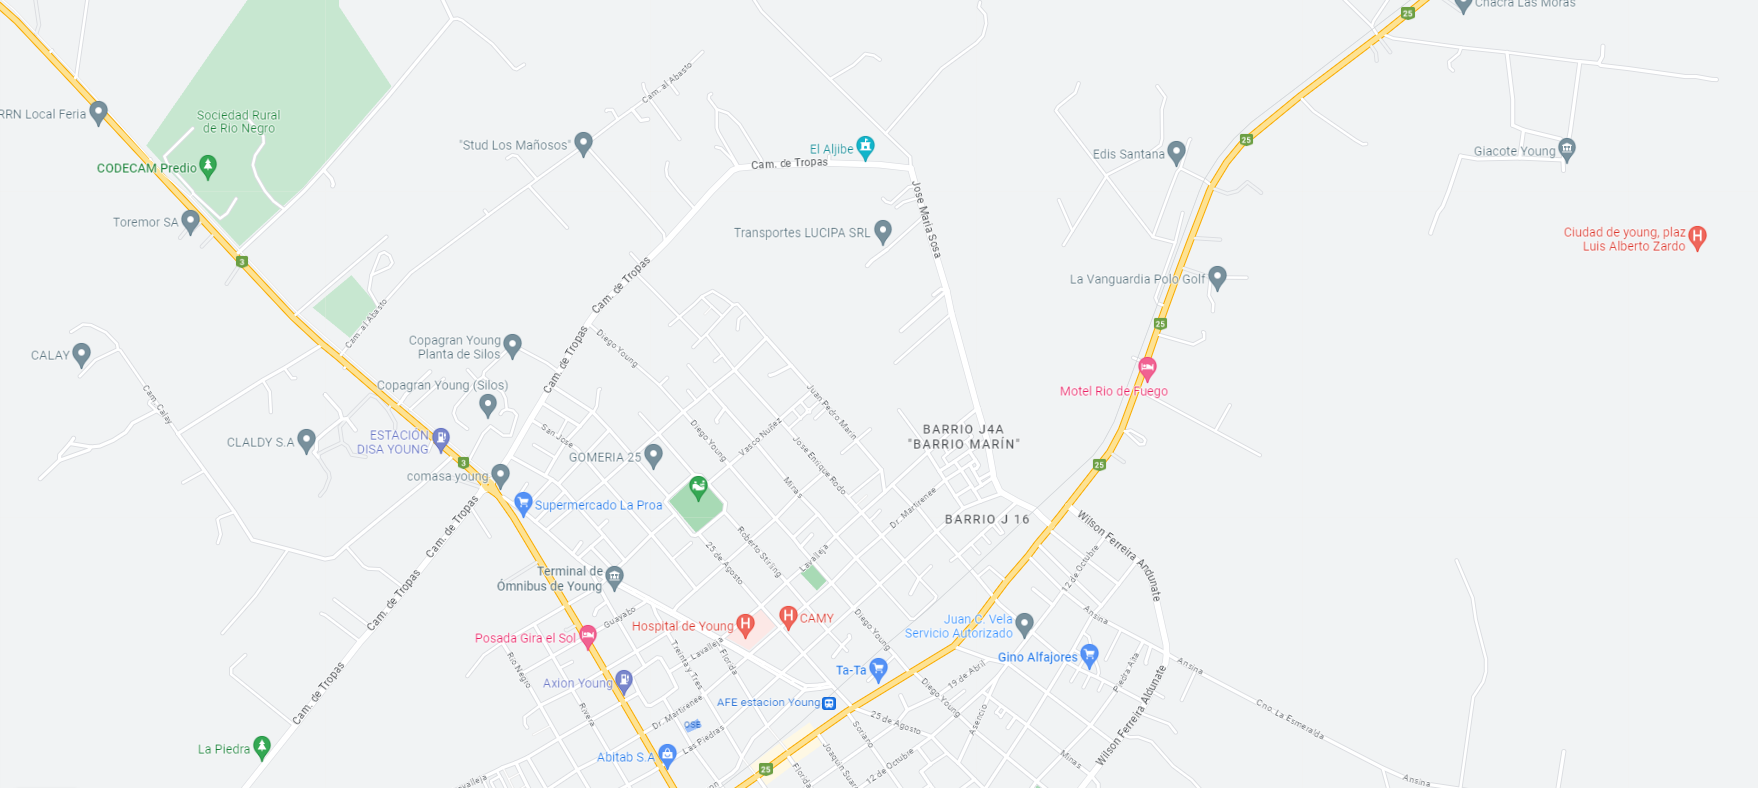 25
Chacra Las Moras
RRN Local Feria
Sociedad Rural
de Rio Negro
CODECAM Predio
Toremor SA
3
Cam. al Abasto
"Stud Los Mañosos"
El Aljibe
Cam. de Tropas
Jose Maria Sosa
25
Edis Santana
Giacote Young
Ciudad de young, plaz
Luis Alberto Zardo
Transportes LUCIPA SRL
La Vanguardia Polo Golf
Cam. de Tropas
Cam. al Abasto
25
CALAY
Copagran Young
Planta de Silos
Cam. de Tropas
Diego Young
Copagran Young (Silos)
Motel Rio de Fuego
Cam. Calay
Juan Pedro Marin
CLALDY S.A
ESTACIÓN
DISA YOUNG
San Jose
Diego Young
Vasco Nuñez
BARRIO J4A
"BARRIO MARÍN"
3
GOMERIA 25
Jose Enrique Rodo
25
comasa young
Miras
Supermercado La Proa
Dr. Martirenee
BARRIO J 16
Wilson Ferreira Andunate
Cam. de Tropas
25 de Agosto
Roberto Stirling
Lavalleja
12 de Octubre
Terminal de
Ómnibus de Young
Cam. de Tropas
Guayabo
Hospital de Young
CAMY
Diego Young
Juan C. Vela
Servicio Autorizado
Ansina
Posada Gira el Sol
Lavalleja
Treinta y Tres
Florida
Gino Alfajores
Ansina
Rio Negro
Ta-Ta
19 de Abril
Piedra Alta
Axion Young
Cam. de Tropas
Rivera
Dr. Martirenee
AFE estacion Young
Diego Young
Asencio
Wilson Ferreira Aldunate
Cno. La Esmeralda
CSE
Las Piedras
25 de Agosto
Soriano
La Piedra
Abitab S.A
Joaquin Suarez
12 de Octubre
Minas
25
Florida
Lavalleja
Ansina